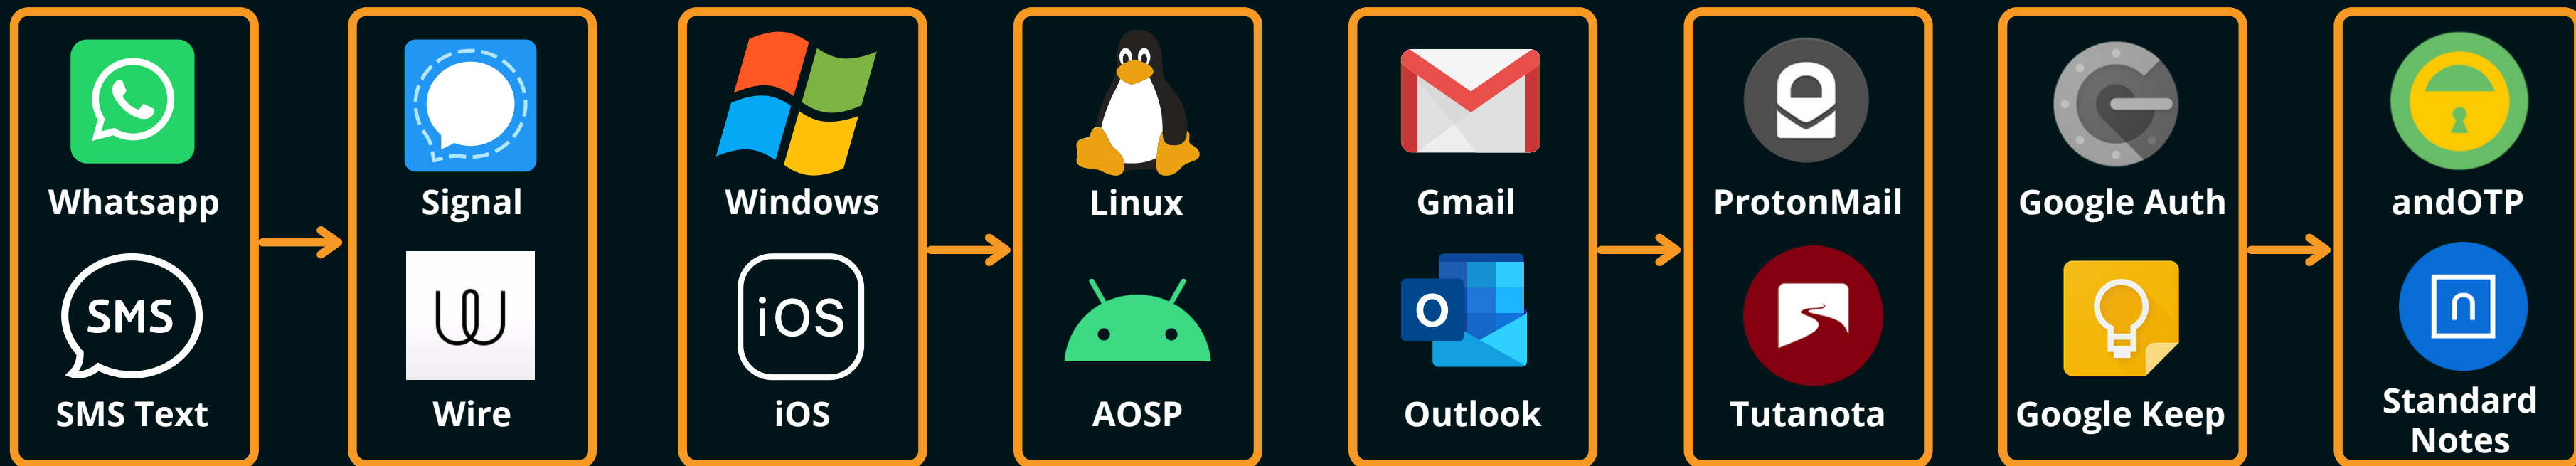 Whatsapp
SMS
SMS Text
Signal
Wire
Windows
iOS
iOS
Linux
AOSP
Gmail
O
Outlook
ProtonMail
Tutanota
Google Auth
Google Keep
andOTP
n
Standard
Notes